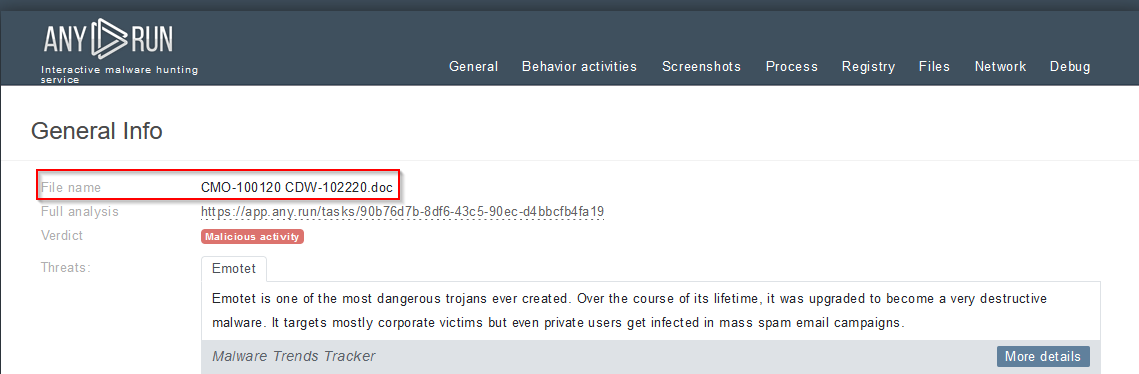 ANY RUN
Interactive malware hunting
service
General Behavior activities Screenshots Process Registry Files Network Debug
General Info
File name CMO-100120 CDW-102220.doc
Full analysis https://app.any.run/tasks/90b76d7b-8df6-43c5-90ec-d4bbcfb4fa19
Verdict Malicious activity
Threats:
Emotet
Emotet is one of the most dangerous trojans ever created. Over the course of its lifetime, it was upgraded to become a very destructive
malware. It targets mostly corporate victims but even private users get infected in mass spam email campaigns.
Malware Trends Tracker More details